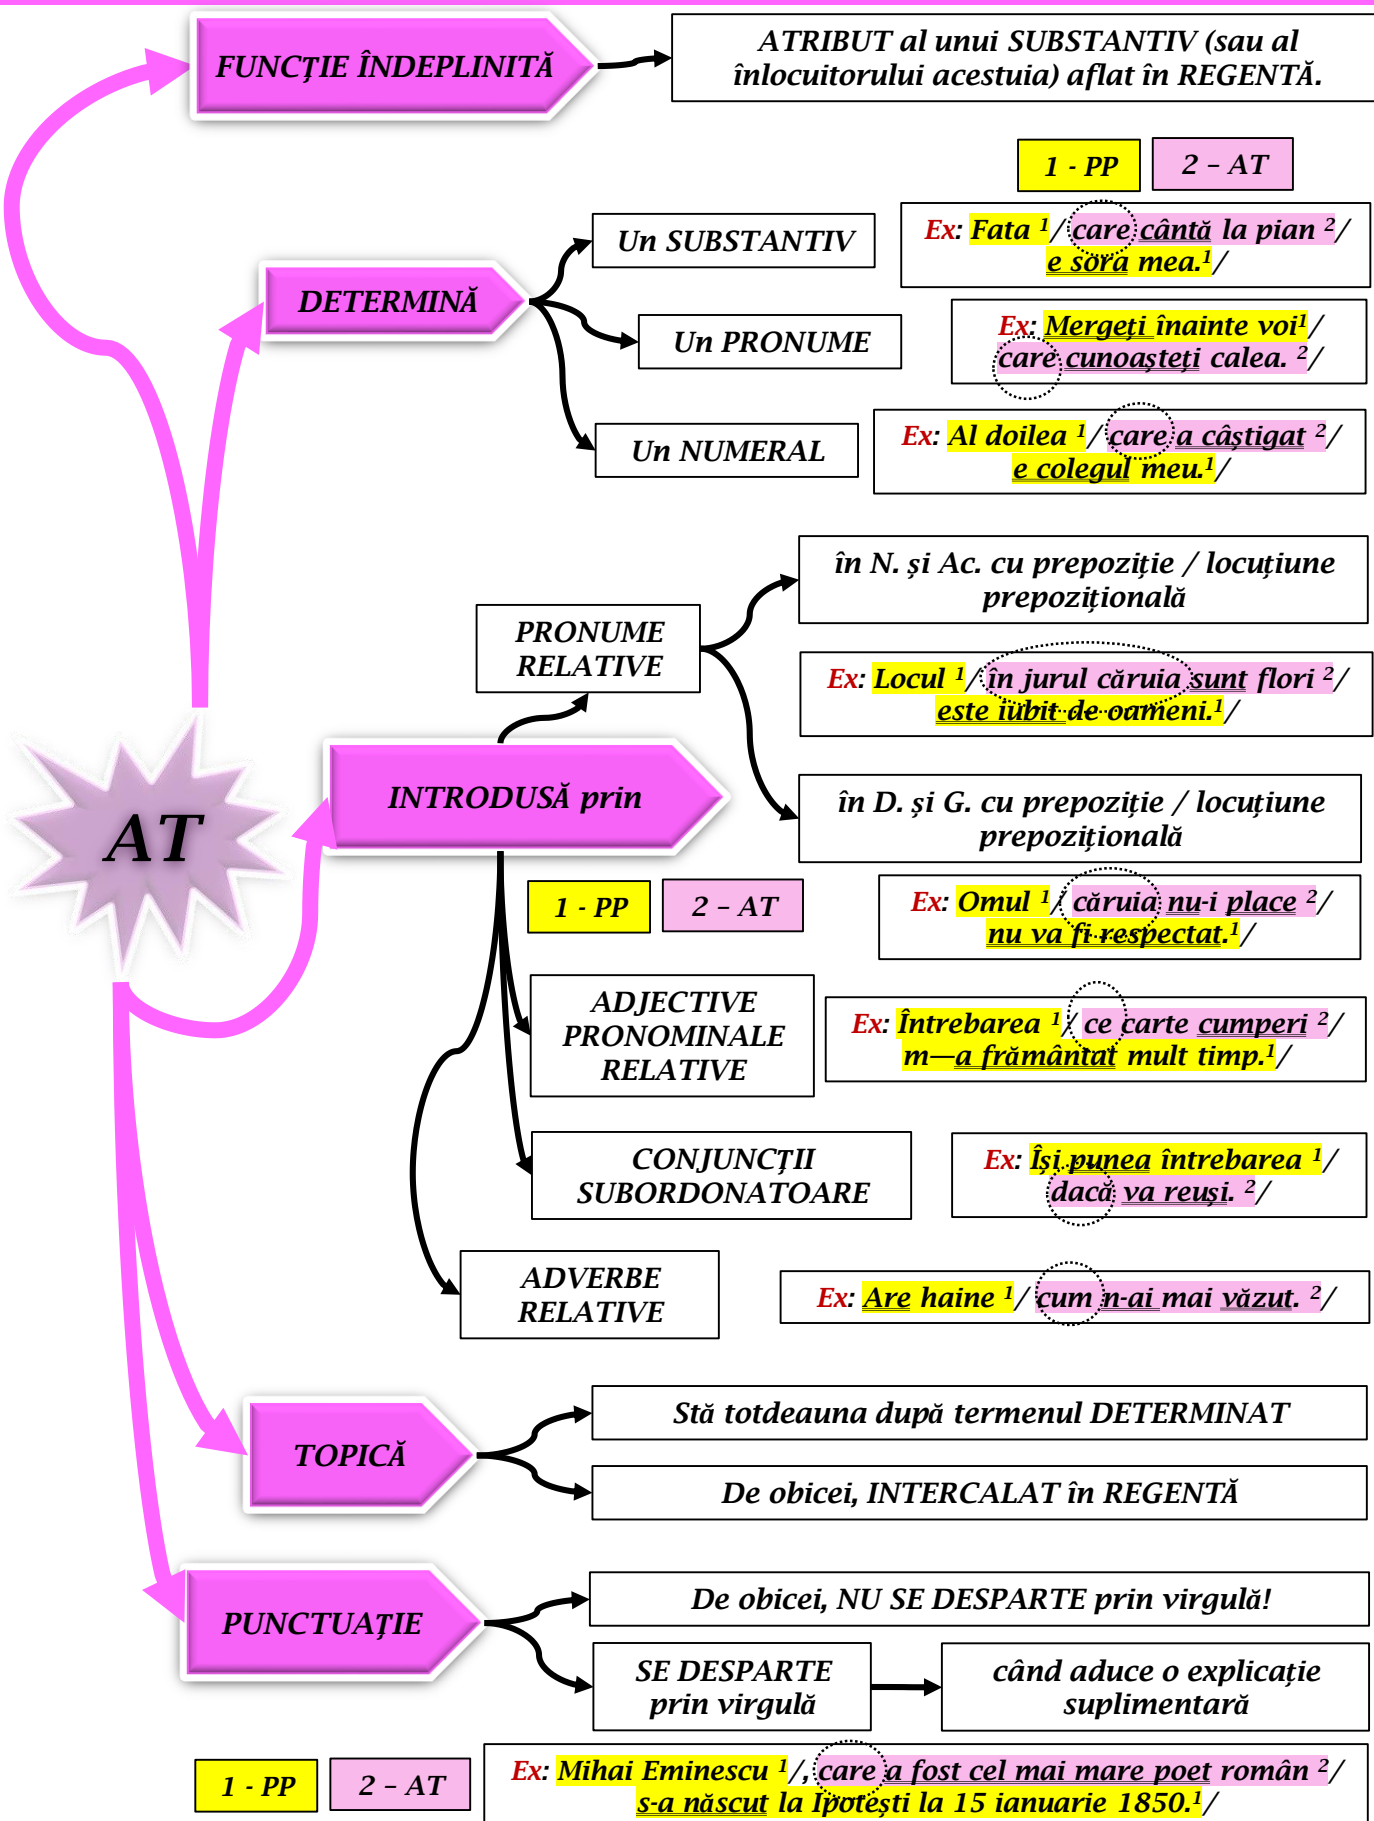 FUNCȚIE ÎNDEPLINITĂ
ATRIBUT al unui SUBSTANTIV (sau al
înlocuitorului acestuia) aflat în REGENTĂ.
1 - PP
2 – AT
DETERMINĂ
Un SUBSTANTIV
Ex: Fata ¹/ care cântă la pian ²/
e sora mea.¹/
Un PRONUME
Ex: Mergeți înainte voi¹/
care cunoașteți calea. ²/
Un NUMERAL
Ex: Al doilea ¹/ care a câștigat ²/
e colegul meu.¹/
AT
INTRODUSĂ prin
PRONUME
RELATIVE
în N. și Ac. cu prepoziție / locuțiune
prepozițională
Ex: Locul ¹/ în jurul căruia sunt flori ²/
este iubit de oameni.¹/
în D. și G. cu prepoziție / locuțiune
prepozițională
1 - PP
2 – AT
Ex: Omul ¹/ căruia nu-i place ²/
nu va fi respectat.¹/
ADJECTIVE
PRONOMINALE
RELATIVE
Ex: Întrebarea ¹/ ce carte cumperi ²/
m—a frământat mult timp.¹/
CONJUNCȚII
SUBORDONATOARE
Ex: Își punea întrebarea ¹/
dacă va reuși. ²/
ADVERBE
RELATIVE
Ex: Are haine ¹/ cum n-ai mai văzut. ²/
TOPICĂ
Stă totdeauna după termenul DETERMINAT
De obicei, INTERCALAT în REGENTĂ
PUNCTUAȚIE
De obicei, NU SE DESPARTE prin virgulă!
SE DESPARTE
prin virgulă
când aduce o explicație
suplimentară
1 - PP
2 – AT
Ex: Mihai Eminescu ¹/, care a fost cel mai mare poet român ²/
s-a născut la Ipotești la 15 ianuarie 1850.¹/